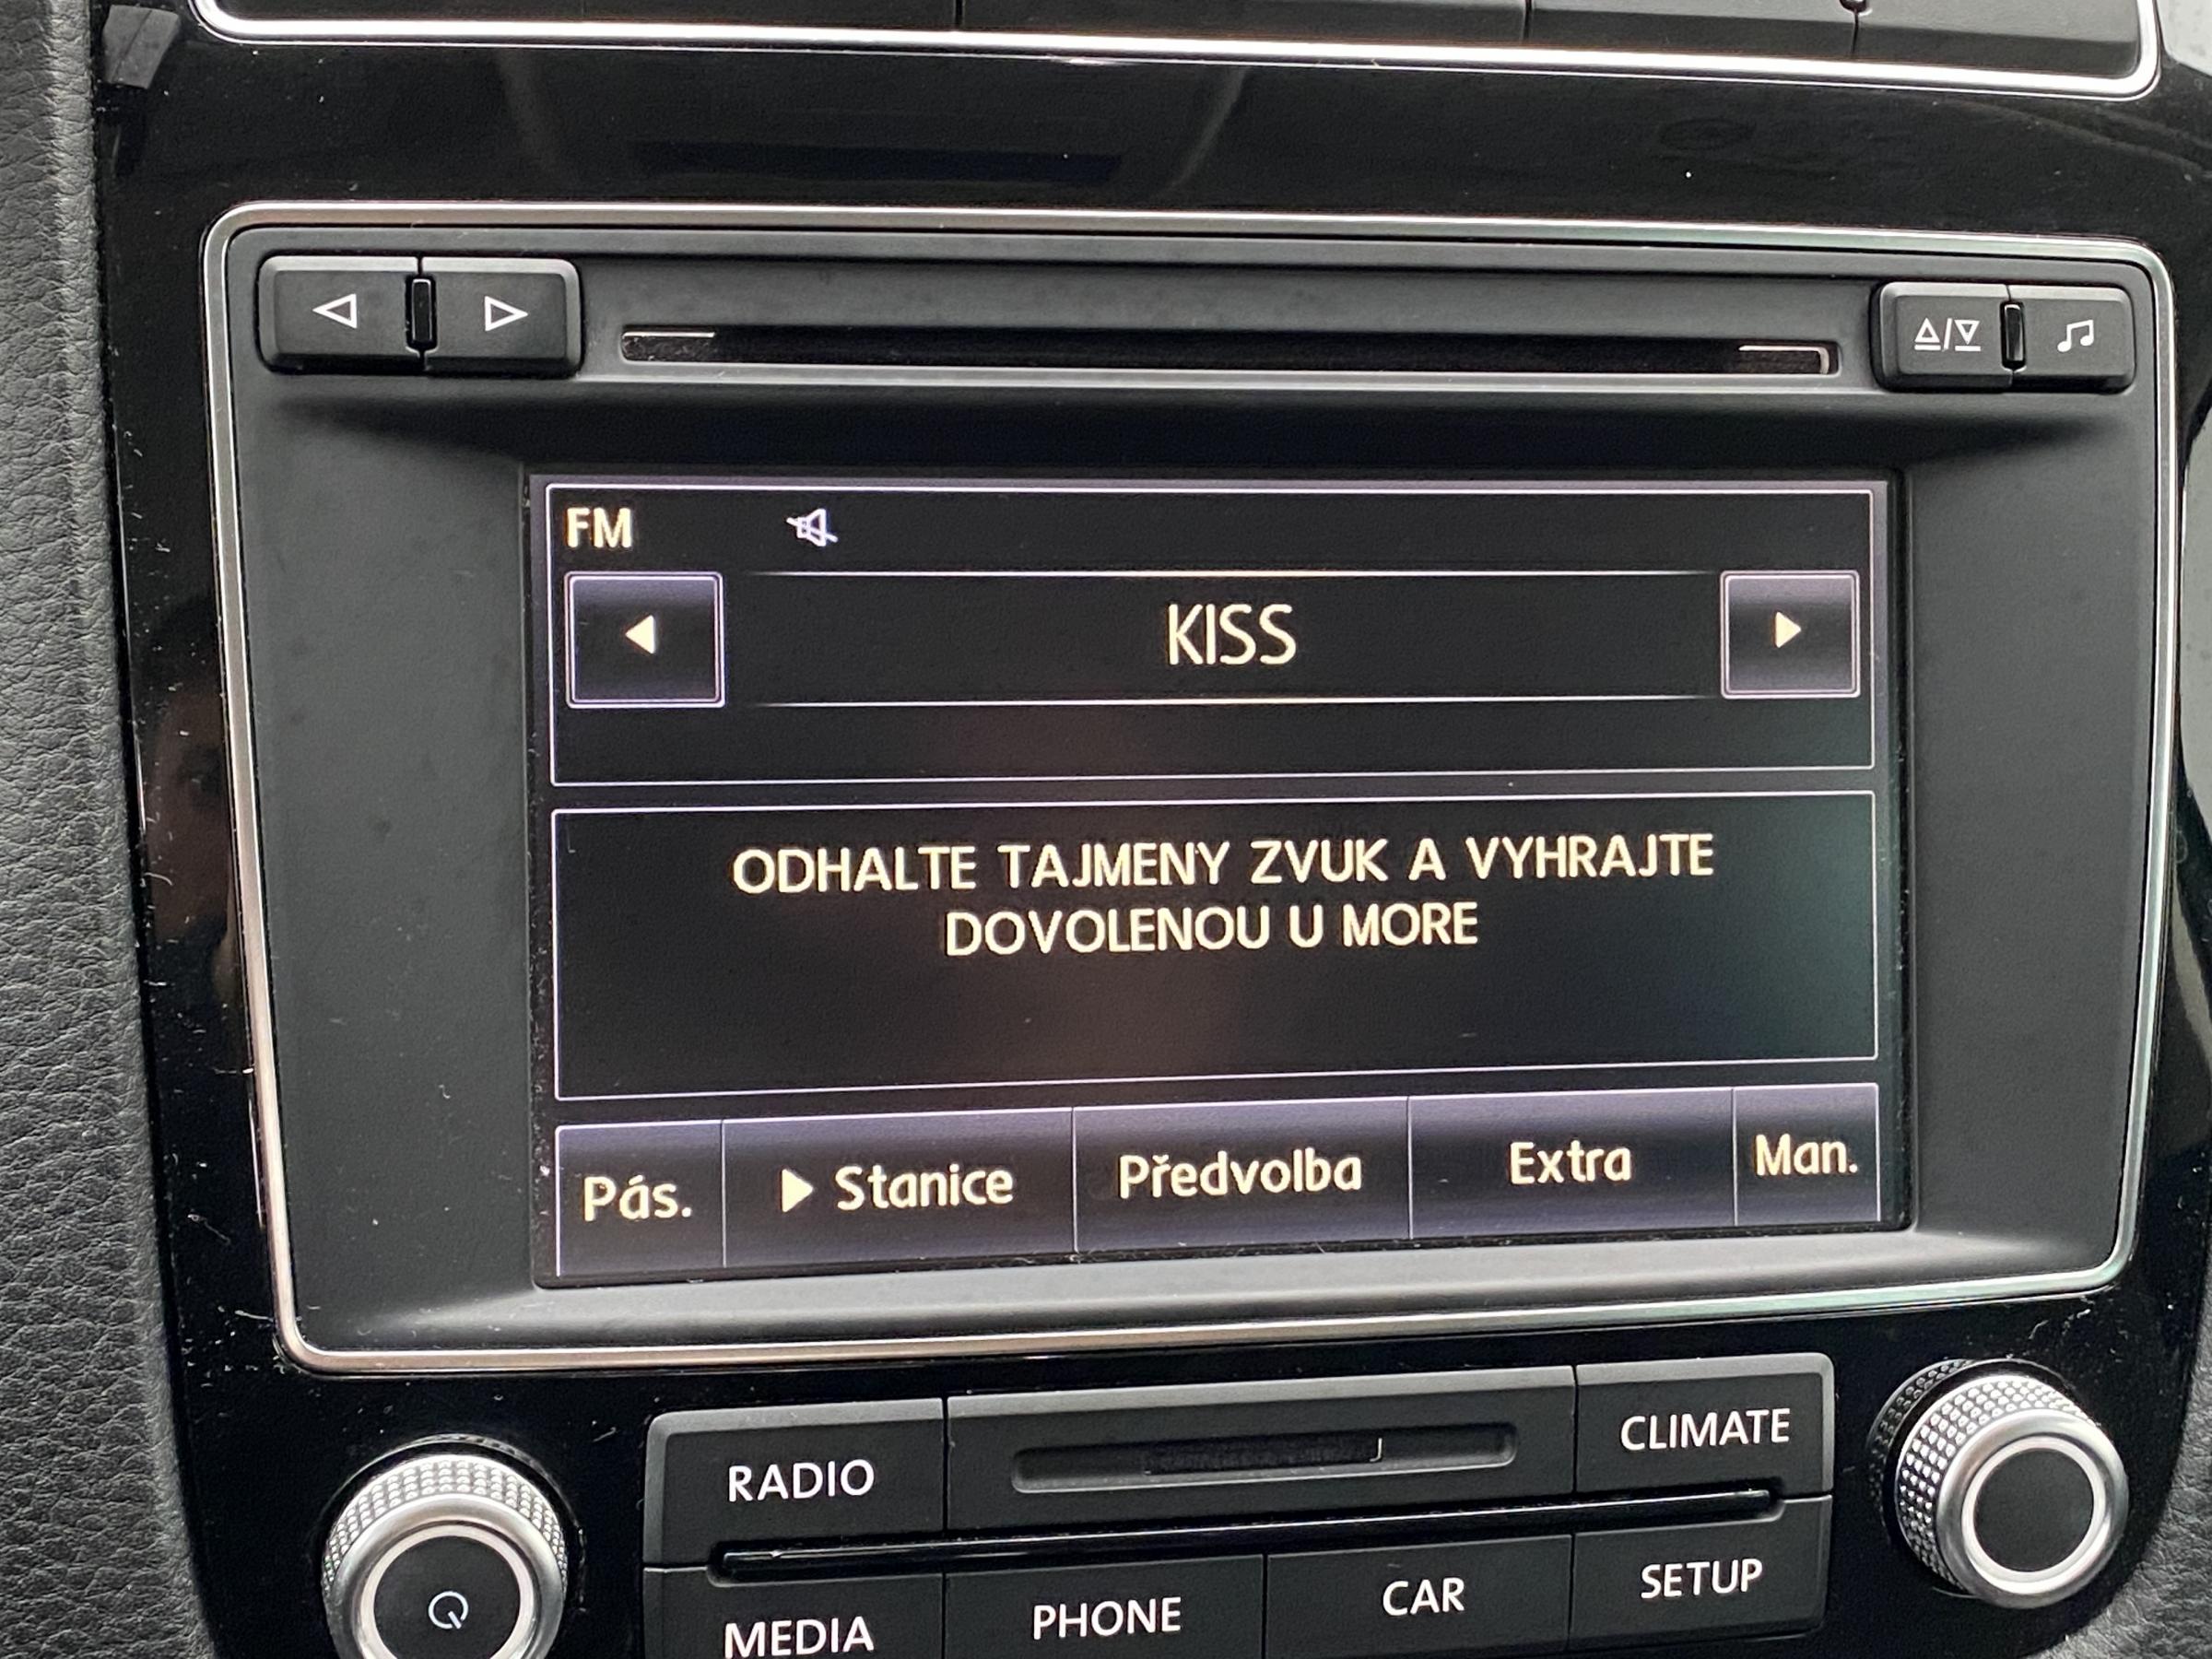 FM
KISS
ODHALTE TAJMENY ZVUK A VYHRAJTE
DOVOLENOU U MORE
Pás. Stanice Předvolba Extra Man.
RADIO CLIMATE
MEDIA PHONE CAR SETUP